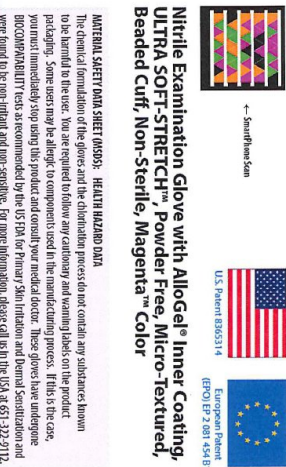 ← SmartPhone Scan
U.S. Patent 8365314
European Patent
(EPO) EP 2 081 454 B
Nitrile Examination Glove with AlloGel® Inner Coating,
ULTRA SOFT-STRETCH™, Powder Free, Micro-Textured,
Beaded Cuff, Non-Sterile, Magenta™ Color
MATERIAL SAFETY DATA SHEET (MSDS): HEALTH HAZARD DATA
The chemical formulation of the gloves and the chlorination process do not contain any substances known
to be harmful to the user. You are required to follow any cautionary and warning labels on the product
packaging. Some users may be allergic to components used in the manufacturing process. If this is the case,
you must immediately stop using this product and consult your medical doctor. These gloves have undergone
BIOCOMPATABILITY tests as recommended by the US FDA for Primary Skin Irritation and Dermal Sensitization and
were found to be non-irritant and non-sensitive. For more information, please call us in the USA at 651-322-9112.